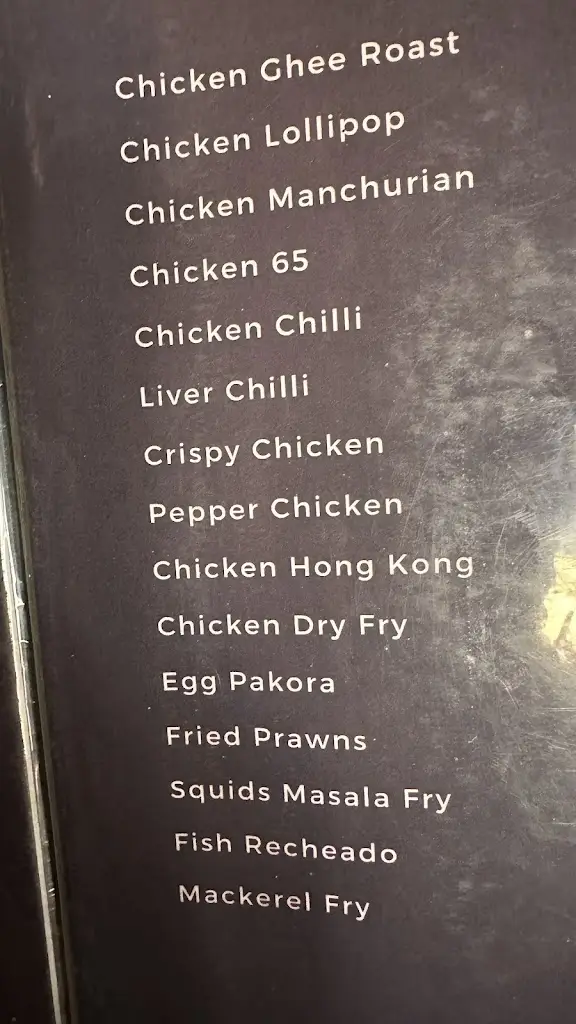 Chicken Ghee Roast
Chicken Lollipop
Chicken Manchurian
Chicken 65
Chicken Chilli
Liver Chilli
Crispy Chicken
Pepper Chicken
Chicken Hong Kong
Chicken Dry Fry
Egg Pakora
Fried Prawns
Squids Masala Fry
Fish Recheado
Mackerel Fry